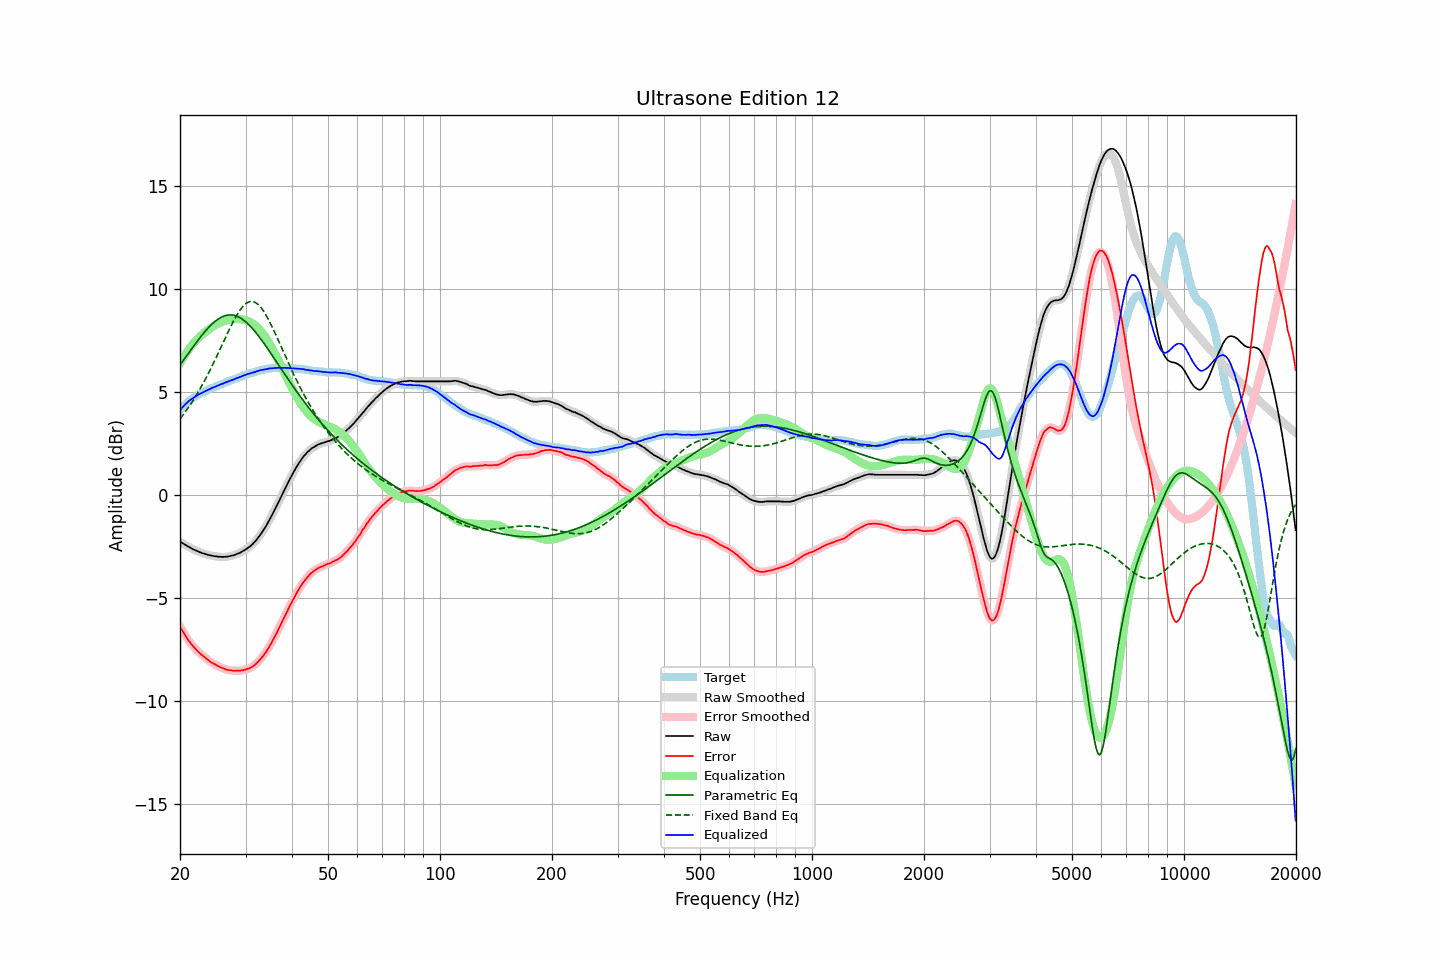 Ultrasone Edition 12
Amplitude (dBr)
15
10
5
0
−5
−10
−15
Target
Raw Smoothed
Error Smoothed
Raw
Error
Equalization
Parametric Eq
Fixed Band Eq
Equalized
20
50
100
200
500
1000
2000
5000
10000
20000
Frequency (Hz)